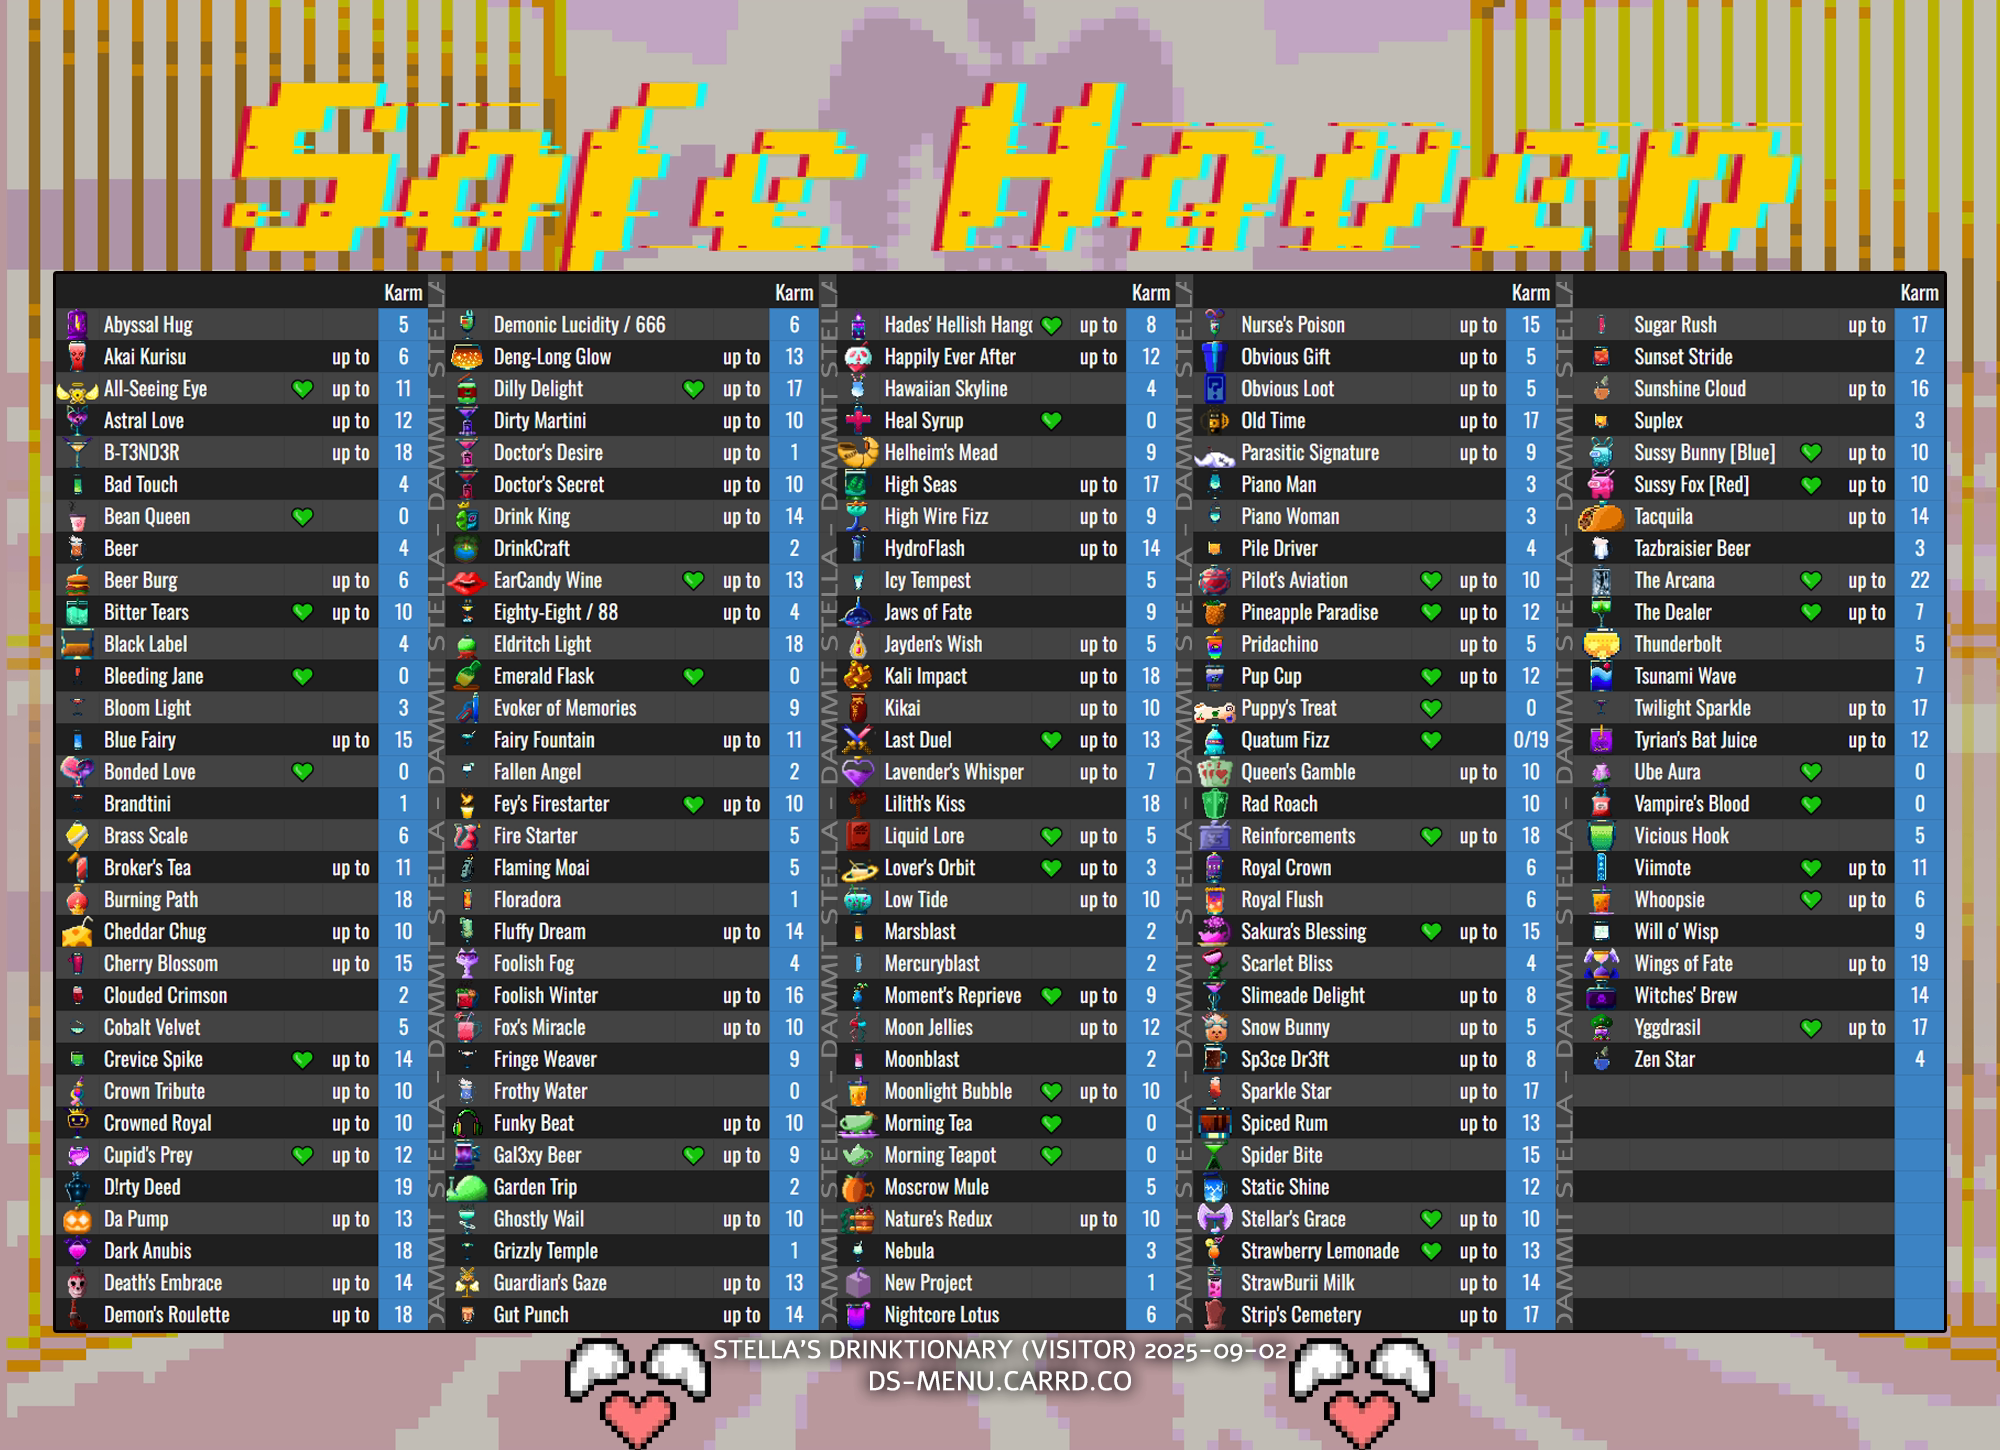 Safe Haven
Karm Karm Karm Karm Karm
Abyssal Hug 5
Akai Kurisu up to 6
All-Seeing Eye up to 11
Astral Love up to 12
B-T3ND3R up to 18
Bad Touch 4
Bean Queen 0
Beer 4
Beer Burg up to 6
Bitter Tears up to 10
Black Label 4
Bleeding Jane 0
Bloom Light 3
Blue Fairy up to 15
Bonded Love 0
Brandtini 1
Brass Scale 6
Broker's Tea up to 11
Burning Path 18
Cheddar Chug up to 10
Cherry Blossom up to 15
Clouded Crimson 2
Cobalt Velvet 5
Crevice Spike up to 14
Crown Tribute up to 10
Crowned Royal up to 10
Cupid's Prey up to 12
D!rty Deed 19
Da Pump up to 13
Dark Anubis 18
Death's Embrace up to 14
Demon's Roulette up to 18
STELLA - DAMMIT STELLA - DAMMIT STELLA - DAMMIT STELLA
Demonic Lucidity / 666 6
Deng-Long Glow up to 13
Dilly Delight up to 17
Dirty Martini up to 10
Doctor's Desire up to 1
Doctor's Secret up to 10
Drink King up to 14
DrinkCraft 2
EarCandy Wine up to 13
Eighty-Eight / 88 up to 4
Eldritch Light 18
Emerald Flask 0
Evoker of Memories 9
Fairy Fountain up to 11
Fallen Angel 2
Fey's Firestarter up to 10
Fire Starter 5
Flaming Moai 5
Floradora 1
Fluffy Dream up to 14
Foolish Fog 4
Foolish Winter up to 16
Fox's Miracle up to 10
Fringe Weaver 9
Frothy Water 0
Funky Beat up to 10
Gal3xy Beer up to 9
Garden Trip 2
Ghostly Wail up to 10
Grizzly Temple 1
Guardian's Gaze up to 13
Gut Punch up to 14
STELLA - DAMMIT STELLA - DAMMIT STELLA - DAMMIT STELLA
Hades' Hellish Hang up to 8
Happily Ever After up to 12
Hawaiian Skyline 4
Heal Syrup 0
Helheim's Mead 9
High Seas up to 17
High Wire Fizz up to 9
HydroFlash up to 14
Icy Tempest 5
Jaws of Fate 9
Jayden's Wish up to 5
Kali Impact up to 18
Kikai up to 10
Last Duel up to 13
Lavender's Whisper up to 7
Lilith's Kiss 18
Liquid Lore up to 5
Lover's Orbit up to 3
Low Tide up to 10
Marsblast 2
Mercuryblast 2
Moment's Reprieve up to 9
Moon Jellies up to 12
Moonblast 2
Moonlight Bubble up to 10
Morning Tea 0
Morning Teapot 0
Moscrow Mule 5
Nature's Redux up to 10
Nebula 3
New Project 1
Nightcore Lotus 6
STELLA - DAMMIT STELLA - DAMMIT STELLA - DAMMIT STELLA
Nurse's Poison up to 15
Obvious Gift up to 5
Obvious Loot up to 5
Old Time up to 17
Parasitic Signature up to 9
Piano Man 3
Piano Woman 3
Pile Driver 4
Pilot's Aviation up to 10
Pineapple Paradise up to 12
Pridachino up to 5
Pup Cup up to 12
Puppy's Treat 0
Quatum Fizz 0/19
Queen's Gamble up to 10
Rad Roach 10
Reinforcements up to 18
Royal Crown 6
Royal Flush 6
Sakura's Blessing up to 15
Scarlet Bliss 4
Slimeade Delight up to 8
Snow Bunny up to 5
Sp3ce Dr3ft up to 8
Sparkle Star up to 17
Spiced Rum up to 13
Spider Bite 15
Static Shine 12
Stellar's Grace up to 10
Strawberry Lemonade up to 13
StrawBurii Milk up to 14
Strip's Cemetery up to 17
STELLA - DAMMIT STELLA - DAMMIT STELLA - DAMMIT STELLA
Sugar Rush up to 17
Sunset Stride 2
Sunshine Cloud up to 16
Suplex 3
Sussy Bunny [Blue] up to 10
Sussy Fox [Red] up to 10
Tacquila up to 14
Tazbraisier Beer 3
The Arcana up to 22
The Dealer up to 7
Thunderbolt 5
Tsunami Wave 7
Twilight Sparkle up to 17
Tyrian's Bat Juice up to 12
Ube Aura 0
Vampire's Blood 0
Vicious Hook 5
Viimote up to 11
Whoopsie up to 6
Will o' Wisp 9
Wings of Fate up to 19
Witches' Brew 14
Yggdrasil up to 17
Zen Star 4
STELLA'S DRINKTIONARY (VISITOR) 2025-09-02
DS-MENU.CARRD.CO